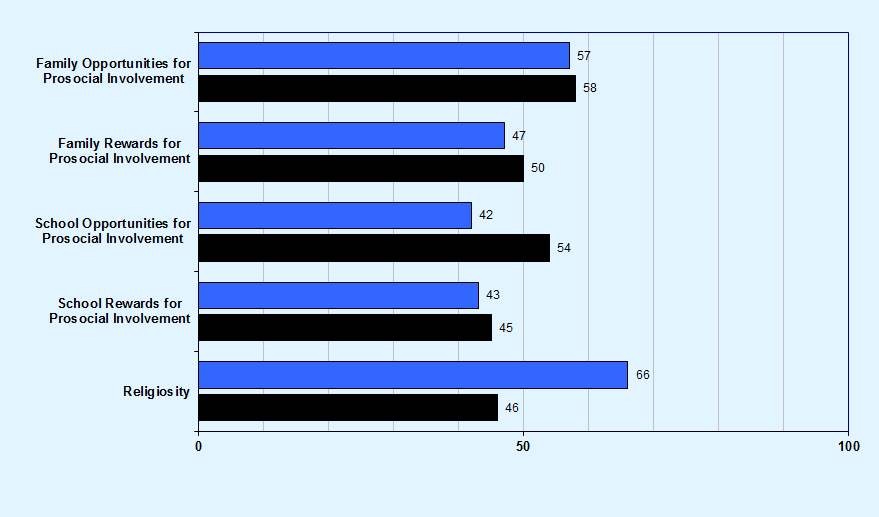 Family Opportunities for
Prosocial Involvement
57
58
Family Rewards for
Prosocial Involvement
47
50
School Opportunities for
Prosocial Involvement
42
54
School Rewards for
Prosocial Involvement
43
45
Religiosity
66
46
0 50 100